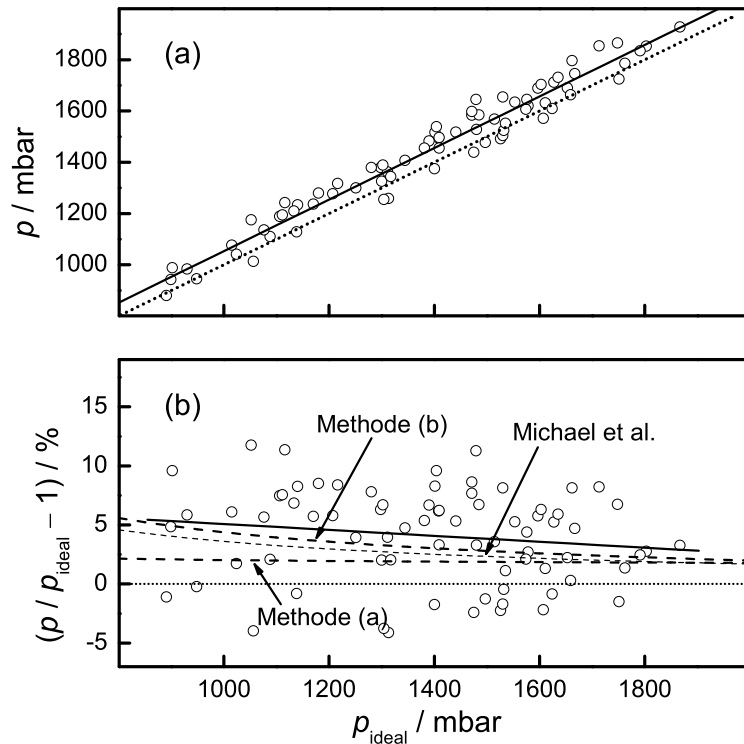 (a)
p / mbar
1800
1600
1400
1200
1000
(b)
Methode (b)
Michael et al.
Methode (a)
(p / p_ideal − 1) / %
15
10
5
0
-5
1000 1200 1400 1600 1800
p_ideal / mbar